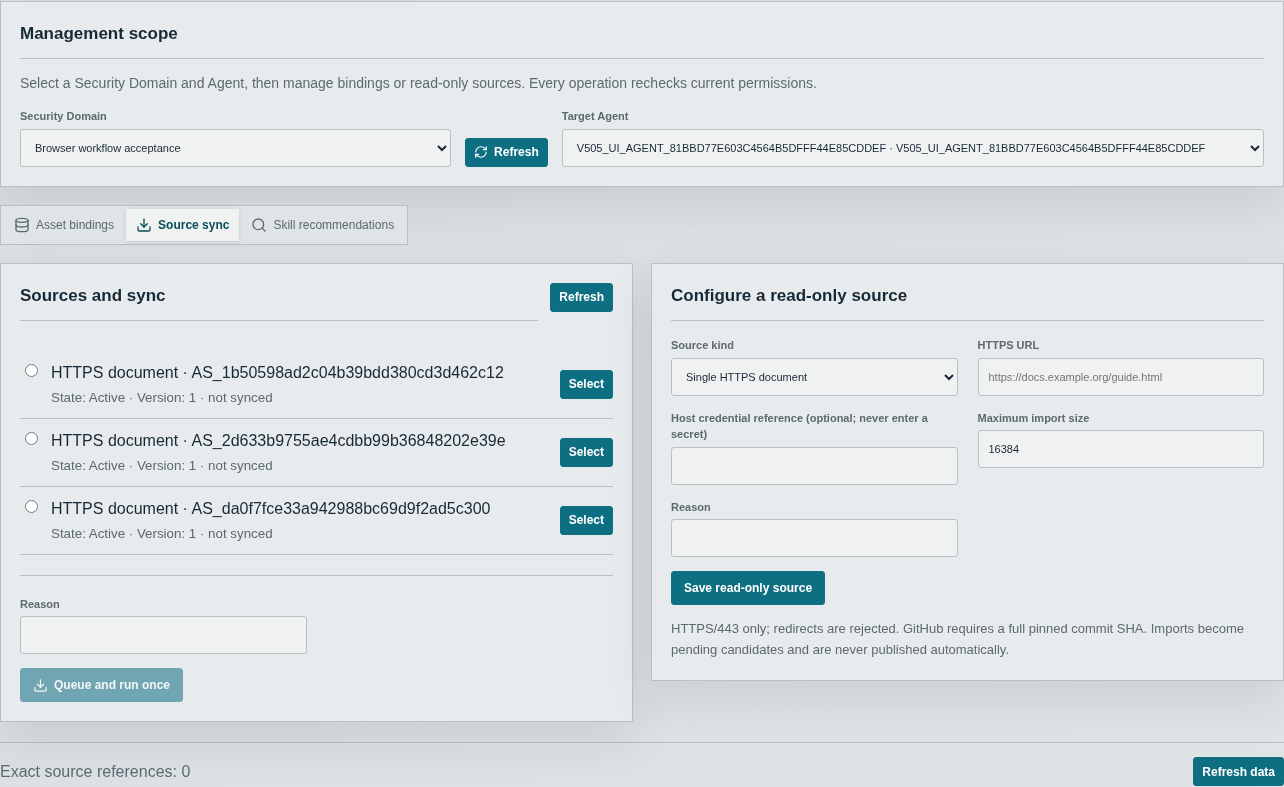 Management scope
Select a Security Domain and Agent, then manage bindings or read-only sources. Every operation rechecks current permissions.
Security Domain
Browser workflow acceptance
Refresh
Target Agent
V505_UI_AGENT_81BBD77E603C4564B5DFFF44E85CDDEF · V505_UI_AGENT_81BBD77E603C4564B5DFFF44E85CDDEF
Asset bindings
Source sync
Skill recommendations
Sources and sync
Refresh
HTTPS document · AS_1b50598ad2c04b39bdd380cd3d462c12
State: Active · Version: 1 · not synced
Select
HTTPS document · AS_2d633b9755ae4cdbb99b36848202e39e
State: Active · Version: 1 · not synced
Select
HTTPS document · AS_da0f7fce33a942988bc69d9f2ad5c300
State: Active · Version: 1 · not synced
Select
Reason
Queue and run once
Configure a read-only source
Source kind
Single HTTPS document
HTTPS URL
https://docs.example.org/guide.html
Host credential reference (optional; never enter a
secret)
Maximum import size
16384
Reason
Save read-only source
HTTPS/443 only; redirects are rejected. GitHub requires a full pinned commit SHA. Imports become
pending candidates and are never published automatically.
Exact source references: 0
Refresh data